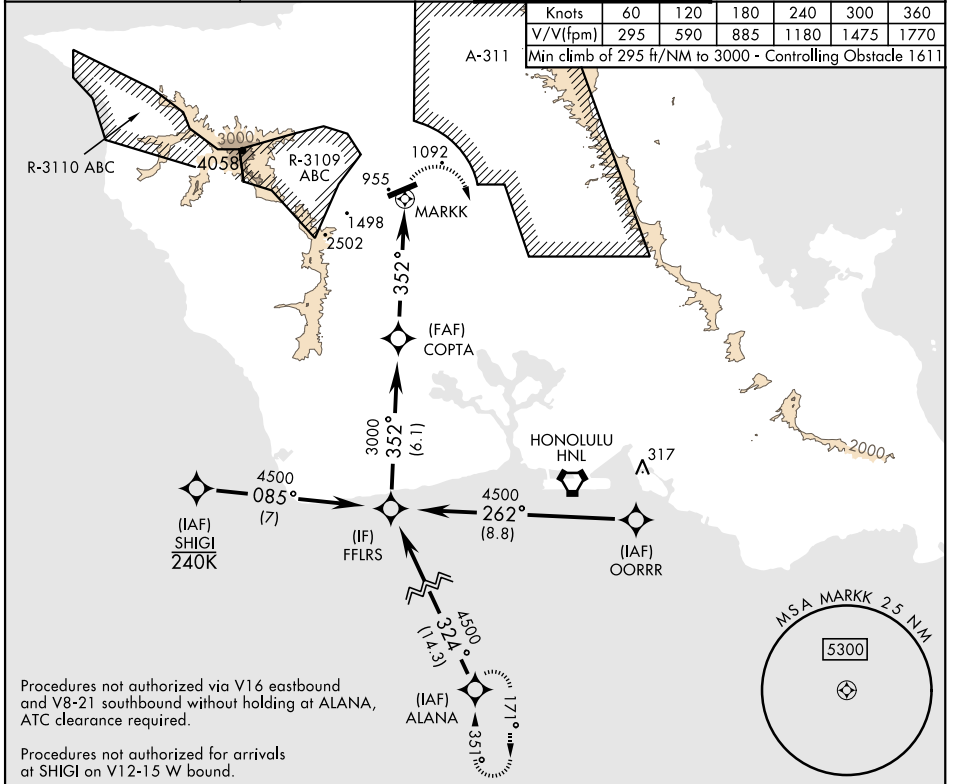 Knots 60 120 180 240 300 360
V/V(fpm) 295 590 885 1180 1475 1770
Min climb of 295 ft/NM to 3000 - Controlling Obstacle 1611
A-311
R-3110 ABC
3000
4058
R-3109
ABC
955
1092
MARKK
1498
2502
352°
(FAF)
COPTA
3000
352°
(6.1)
HONOLULU
HNL
317
2000
4500
085°
(7)
4500
262°
(8.8)
(IAF)
SHIGI
240K
(IF)
FFLRS
(IAF)
OORRR
4500
324°
(14.3)
(IAF)
ALANA
171°
351°
MSA MARKK 25 NM
5300
Procedures not authorized via V16 eastbound
and V8-21 southbound without holding at ALANA,
ATC clearance required.
Procedures not authorized for arrivals
at SHIGI on V12-15 W bound.